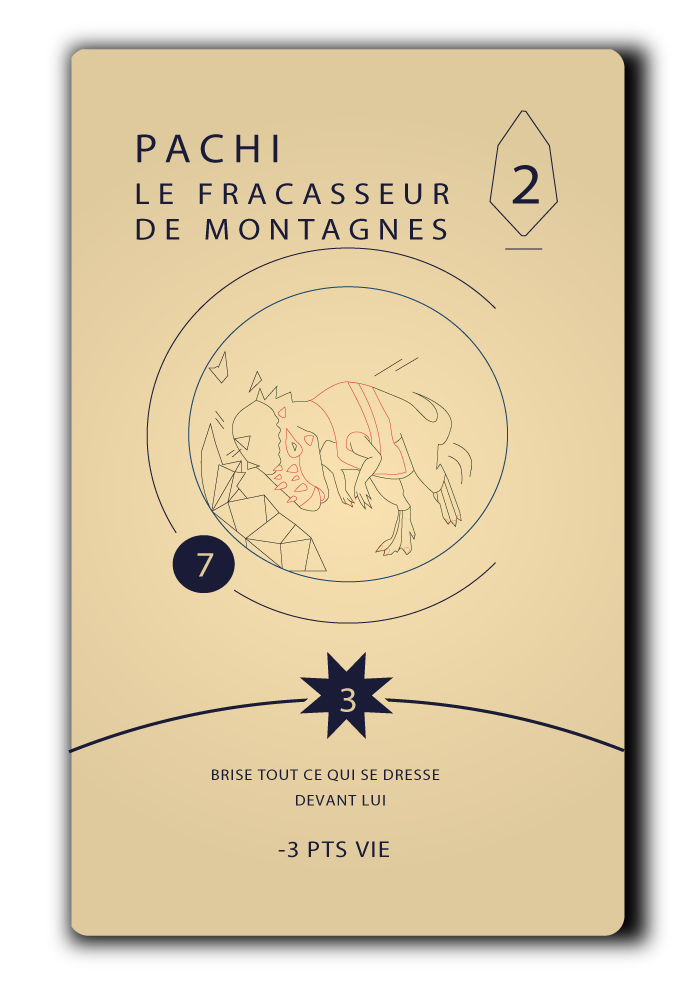 PACHI
LE FRACASSEUR
DE MONTAGNES
2
7
3
BRISE TOUT CE QUI SE DRESSE
DEVANT LUI
-3 PTS VIE